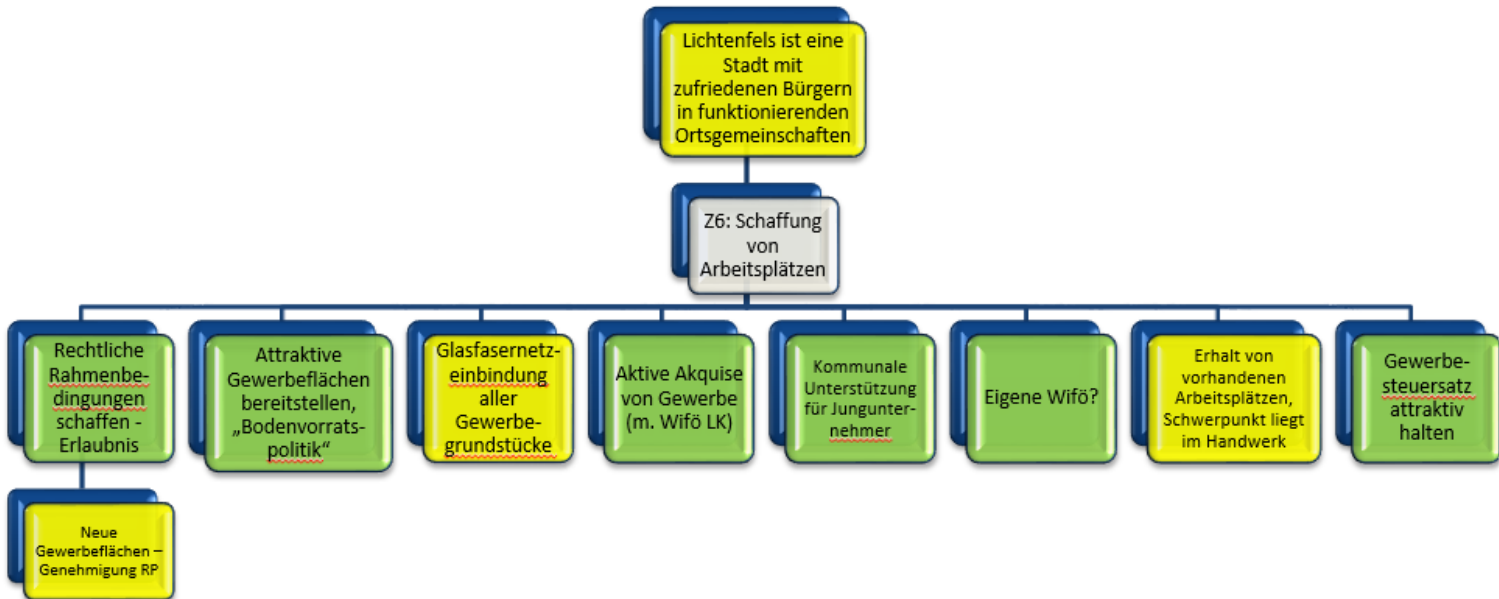 Lichtenfels ist eine
Stadt mit
zufriedenen Bürgern
in funktionierenden
Ortsgemeinschaften
Z6: Schaffung
von
Arbeitsplätzen
Rechtliche
Rahmenbe-
dingungen
schaffen -
Erlaubnis
Attraktive
Gewerbeflächen
bereitstellen,
„Bodenvorrats-
politik“
Glasfasernetz-
einbindung
aller
Gewerbe-
grundstücke
Aktive Akquise
von Gewerbe
(m. Wifö LK)
Kommunale
Unterstützung
für Jungunter-
nehmer
Eigene Wifö?
Erhalt von
vorhandenen
Arbeitplätzen,
Schwerpunkt liegt
im Handwerk
Gewerbe-
steuersatz
attraktiv
halten
Neue
Gewerbeflächen –
Genehmigung RP